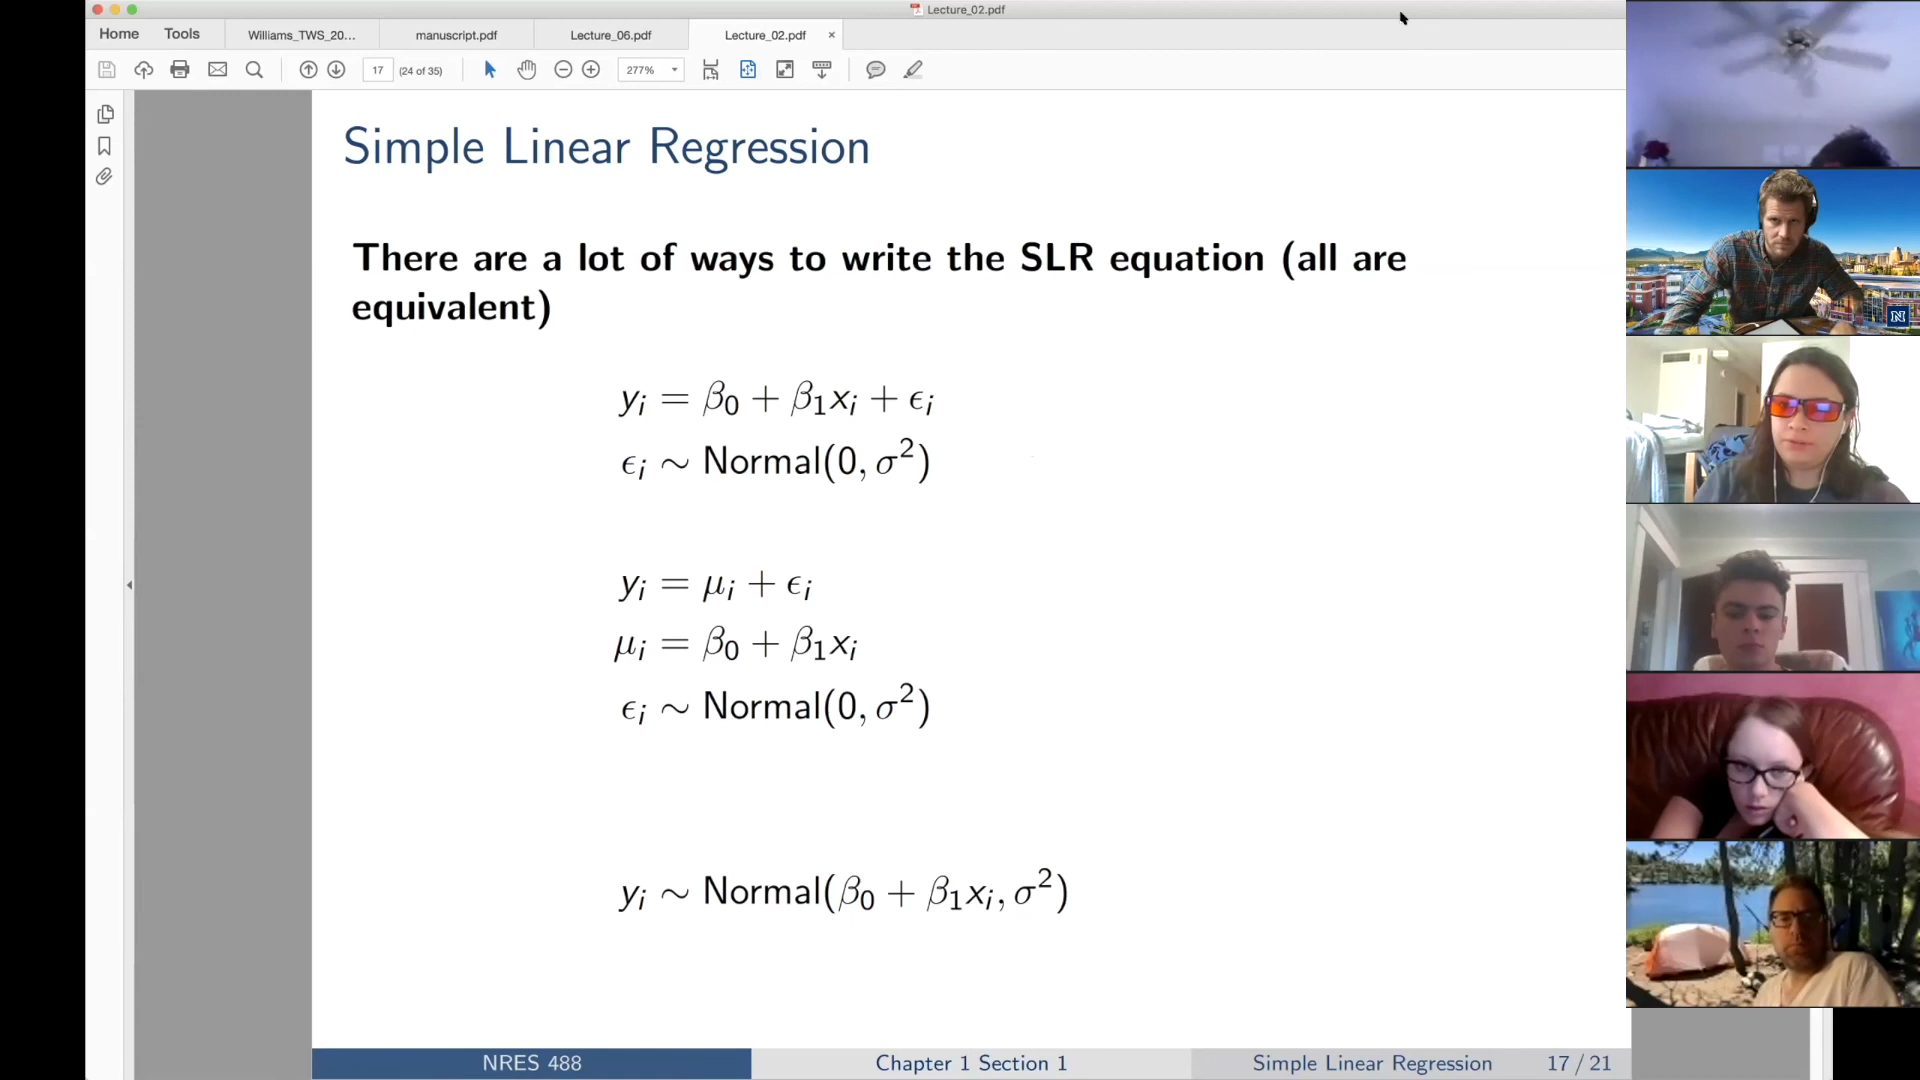 Lecture_02.pdf
Home Tools Williams_TWS_20... manuscript.pdf Lecture_06.pdf Lecture_02.pdf ×
17 (24 of 35) 277%
Simple Linear Regression
There are a lot of ways to write the SLR equation (all are
equivalent)
yᵢ = β₀ + β₁xᵢ + ϵᵢ
ϵᵢ ∼ Normal(0, σ²)
yᵢ = μᵢ + ϵᵢ
μᵢ = β₀ + β₁xᵢ
ϵᵢ ∼ Normal(0, σ²)
yᵢ ∼ Normal(β₀ + β₁xᵢ, σ²)
N
NRES 488 Chapter 1 Section 1 Simple Linear Regression 17 / 21